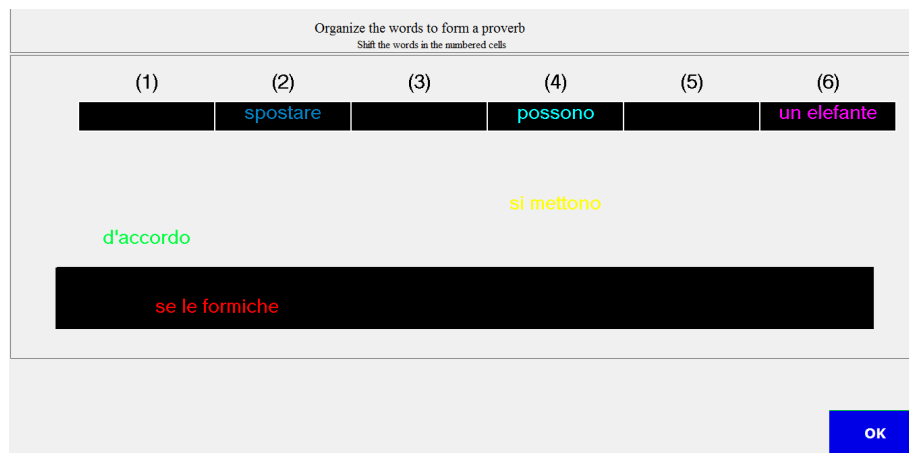 Organize the words to form a proverb
Shift the words in the numbered cells
(1) (2) (3) (4) (5) (6)
spostare possono un elefante
si mettono
d'accordo
se le formiche
OK